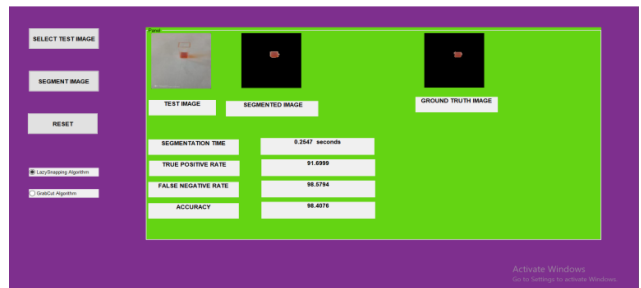 SELECT TEST IMAGE
SEGMENT IMAGE
RESET
LazySnapping Algorithm
GrabCut Algorithm
Panel
TEST IMAGE
SEGMENTED IMAGE
GROUND TRUTH IMAGE
SEGMENTATION TIME
0.2547 seconds
TRUE POSITIVE RATE
91.8999
FALSE NEGATIVE RATE
98.5794
ACCURACY
98.4076
Activate Windows
Go to Settings to activate Windows.